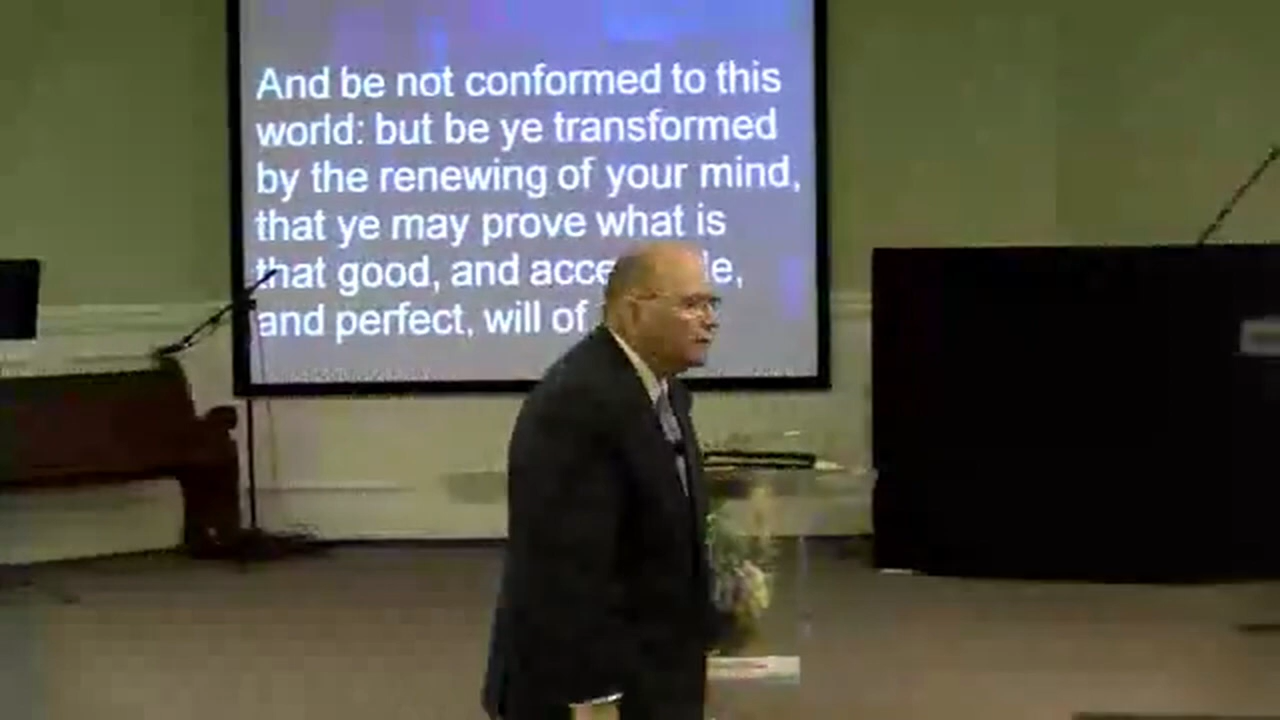 And be not conformed to this
world: but be ye transformed
by the renewing of your mind,
that ye may prove what is
that good, and
and perfect, will of